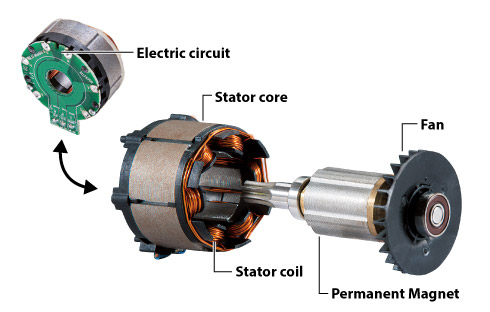 Electric circuit
Stator core
Fan
Stator coil
Permanent Magnet